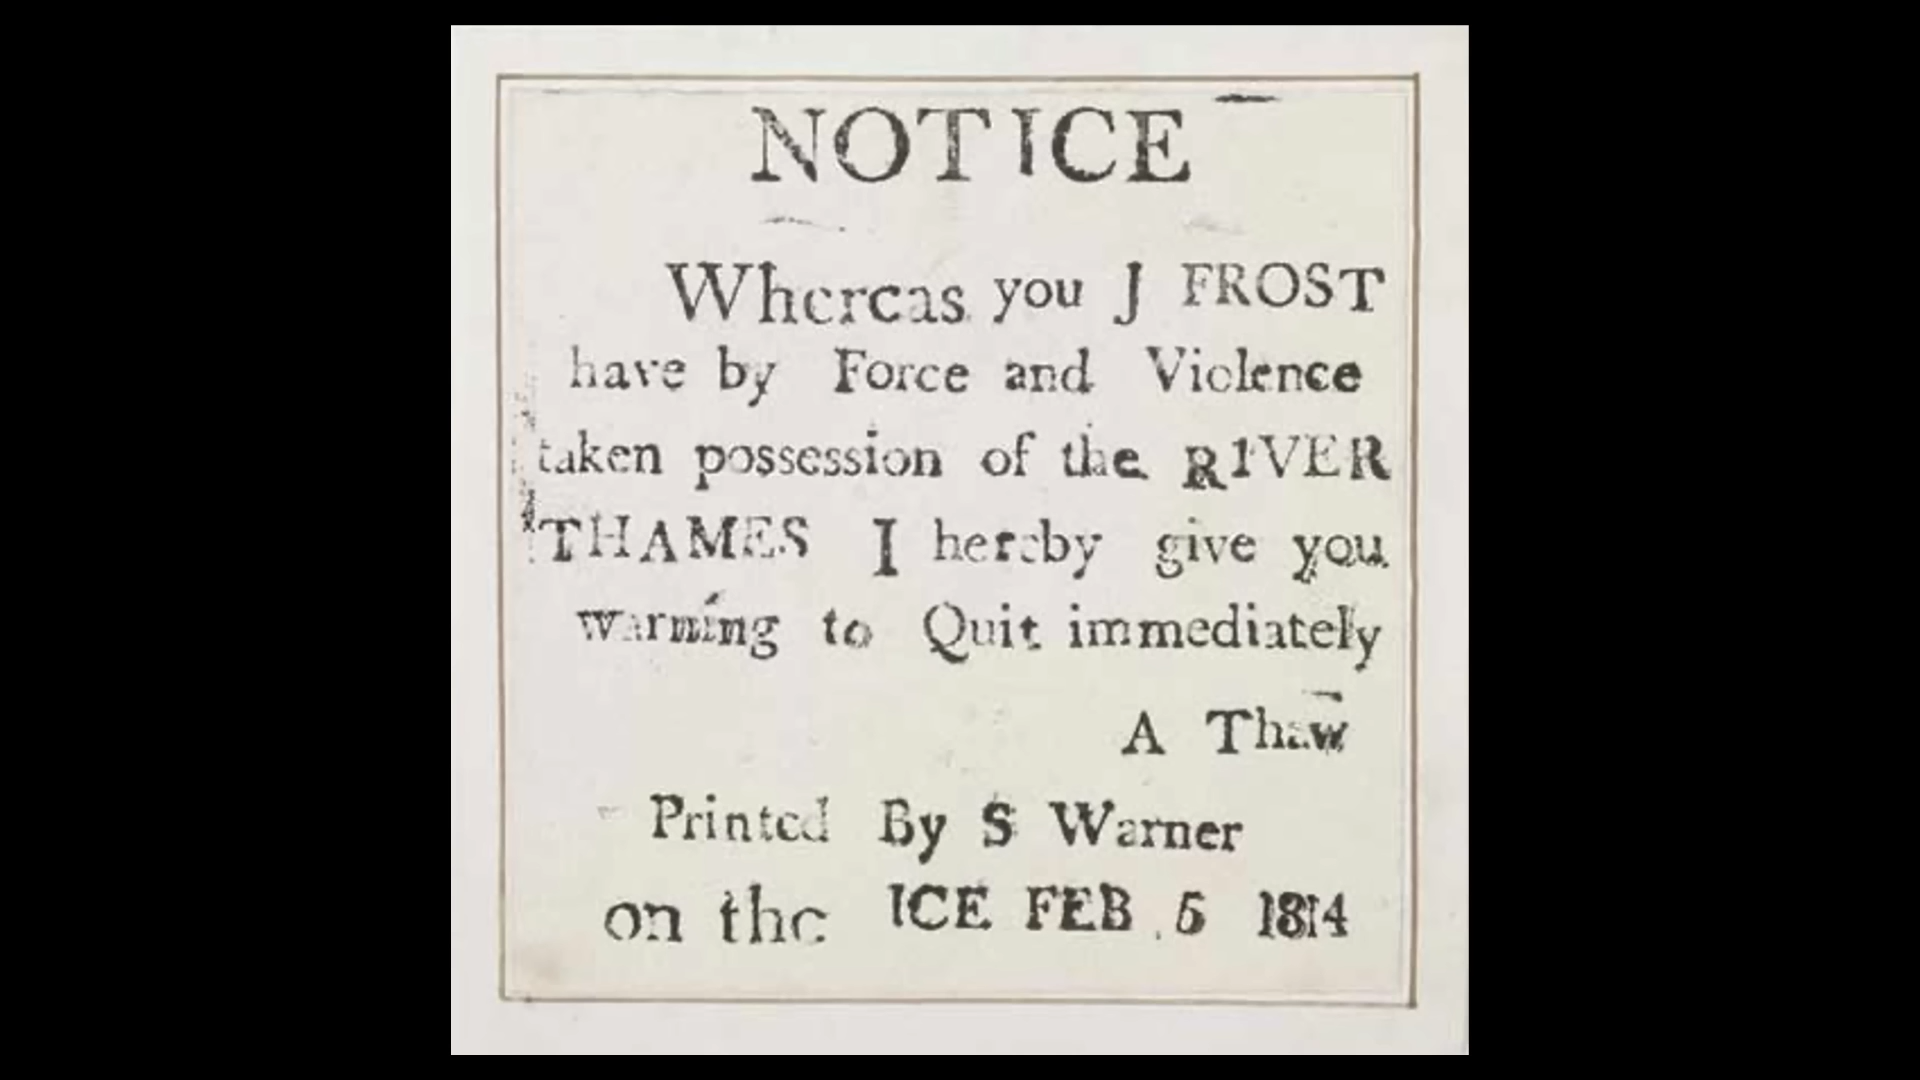 NOTICE
Whereas you J FROST
have by Force and Violence
taken possession of the RIVER
THAMES I hereby give you
warning to Quit immediately
A Thaw
Printed By S Warner
on the ICE FEB 5 1814